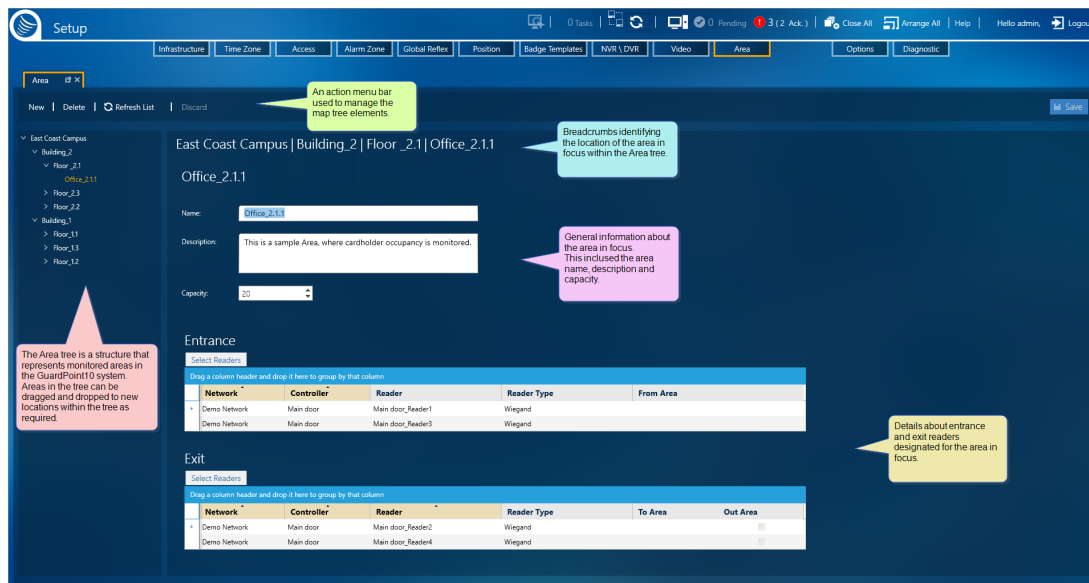 Setup
0 Tasks
0 Pending
3 ( 2 Ack. )
Close All
Arrange All
Help
Hello admin,
Logou
Infrastructure
Time Zone
Access
Alarm Zone
Global Reflex
Position
Badge Templates
NVR \ DVR
Video
Area
Options
Diagnostic
Area
New
Delete
Refresh List
Discard
Save
An action menu bar
used to manage the
map tree elements.
East Coast Campus
Building_2
Floor _2.1
Office_2.1.1
Floor_2.3
Floor_2.2
Building_1
Floor_1.1
Floor_1.3
Floor_1.2
East Coast Campus | Building_2 | Floor _2.1 | Office_2.1.1
Breadcrumbs identifying
the location of the area in
focus within the Area tree.
Office_2.1.1
Name:
Office_2.1.1
Description:
This is a sample Area, where cardholder occupancy is monitored.
General information about
the area in focus.
This inclused the area
name, description and
capacity.
Capacity:
20
The Area tree is a structure that
represents monitored areas in
the GuardPoint10 system.
Areas in the tree can be
dragged and dropped to new
locations within the tree as
required.
Entrance
Select Readers
Drag a column header and drop it here to group by that column
Network Controller Reader Reader Type From Area
Demo Network Main door Main door_Reader1 Wiegand
Demo Network Main door Main door_Reader3 Wiegand
Details about entrance
and exit readers
designated for the area in
focus.
Exit
Select Readers
Drag a column header and drop it here to group by that column
Network Controller Reader Reader Type To Area Out Area
Demo Network Main door Main door_Reader2 Wiegand
Demo Network Main door Main door_Reader4 Wiegand